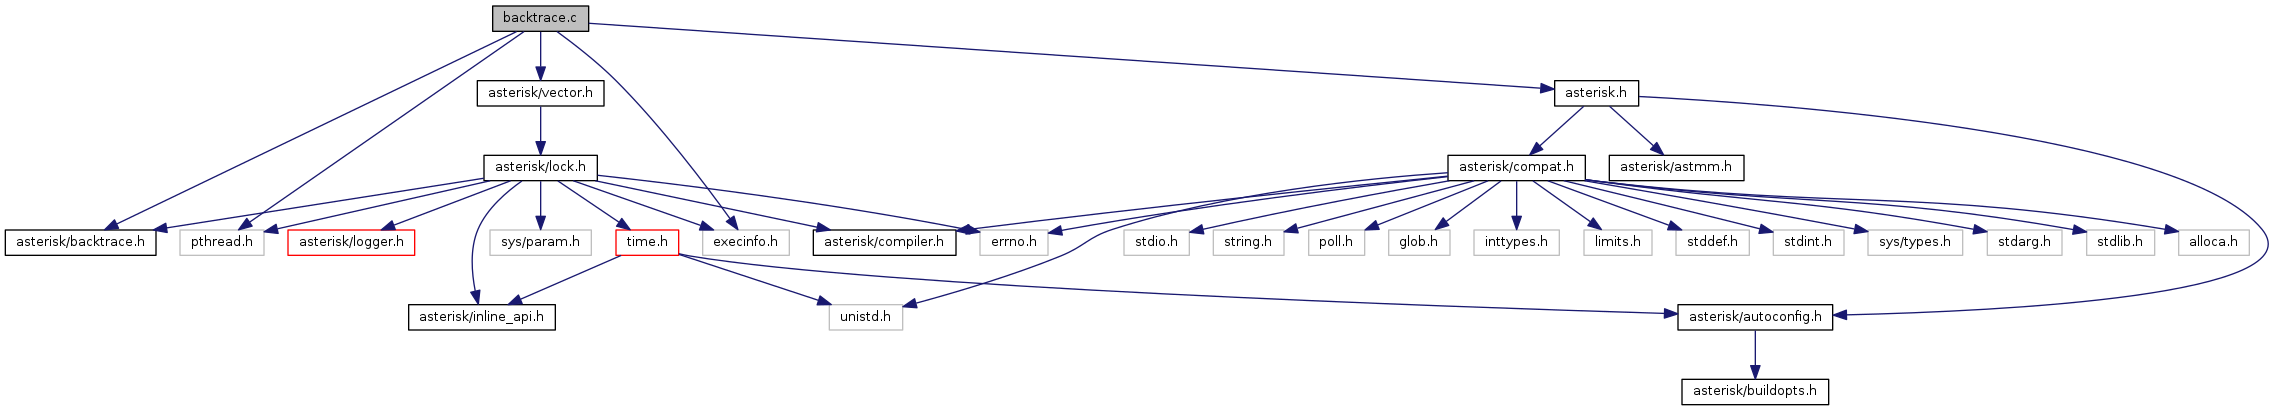 backtrace.c
asterisk/vector.h
asterisk.h
asterisk/lock.h
asterisk/compat.h
asterisk/astmm.h
asterisk/backtrace.h
pthread.h
asterisk/logger.h
sys/param.h
time.h
execinfo.h
asterisk/compiler.h
errno.h
stdio.h
string.h
poll.h
glob.h
inttypes.h
limits.h
stddef.h
stdint.h
sys/types.h
stdarg.h
stdlib.h
alloca.h
asterisk/inline_api.h
unistd.h
asterisk/autoconfig.h
asterisk/buildopts.h